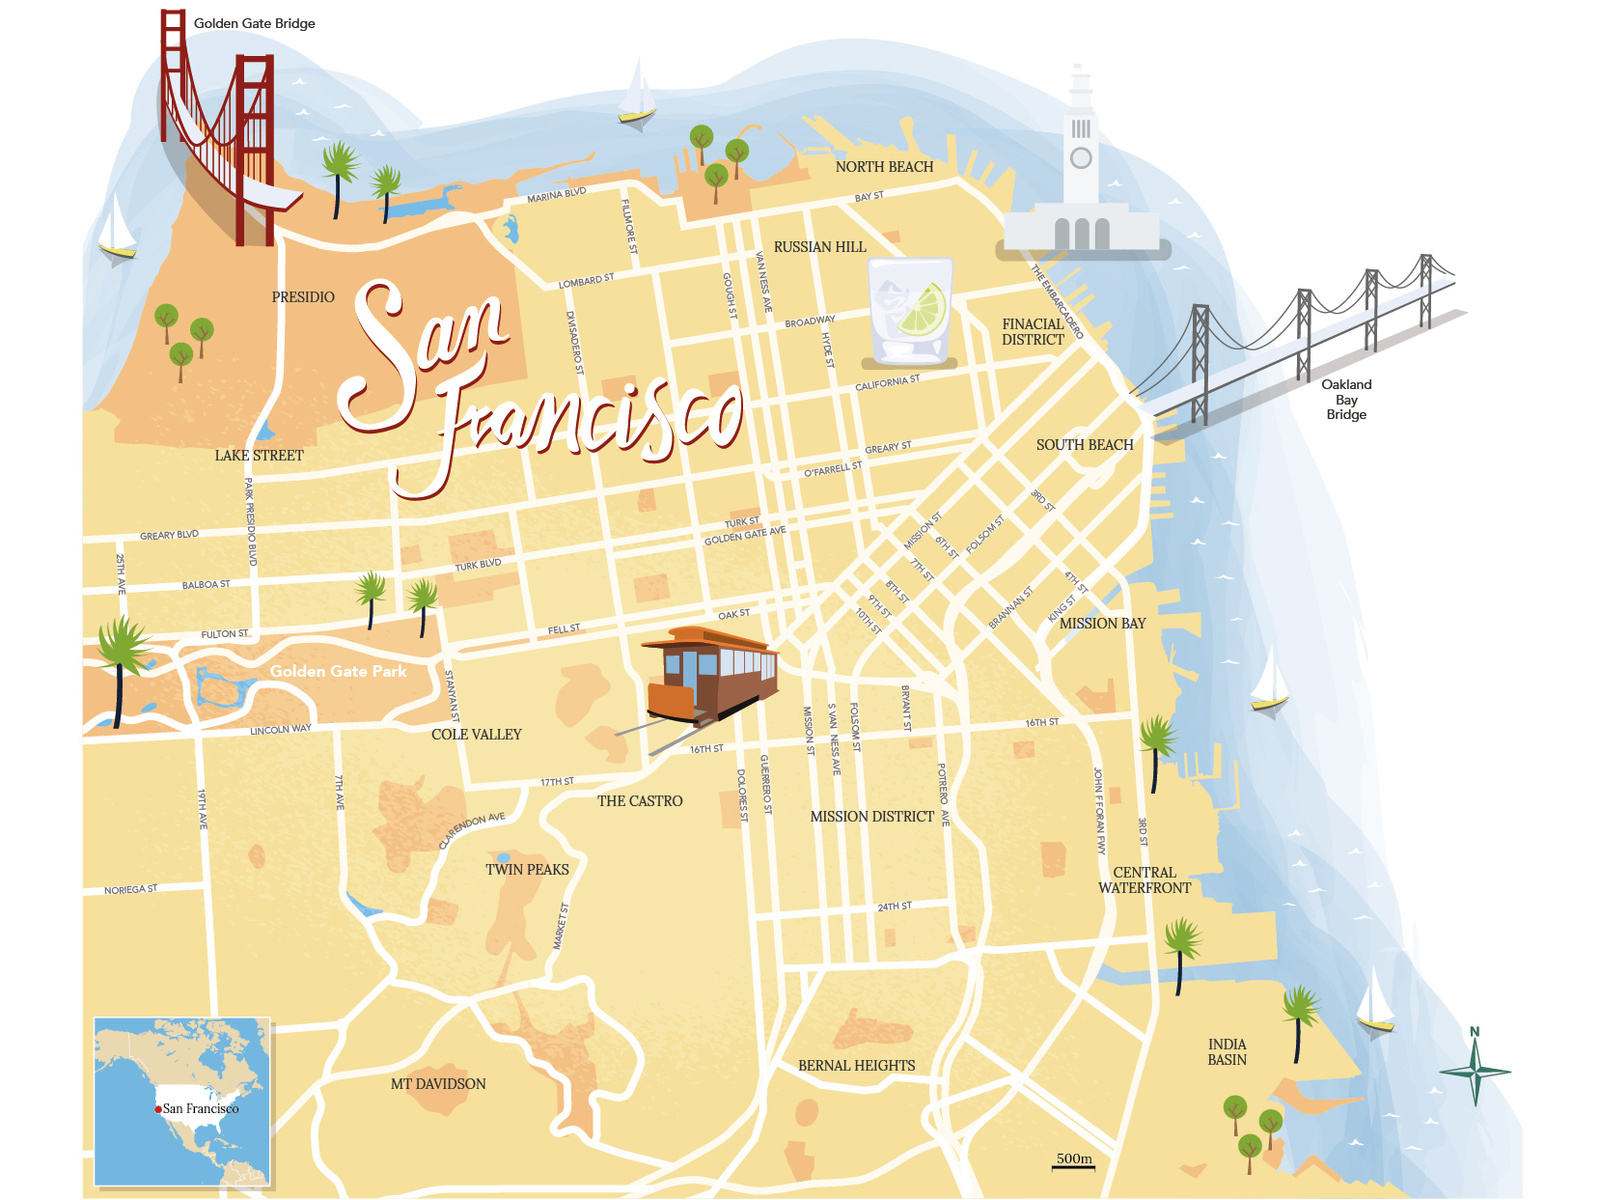 Golden Gate Bridge
NORTH BEACH
MARINA BLVD
BAY ST
FILLMORE ST
RUSSIAN HILL
VAN NESS AVE
GOUGH ST
LOMBARD ST
THE EMBARCADERO
PRESIDIO
San
Francisco
DIVISADERO ST
BROADWAY
HYDE ST
FINACIAL
DISTRICT
CALIFORNIA ST
Oakland
Bay
Bridge
SOUTH BEACH
GREARY ST
O'FARRELL ST
LAKE STREET
PARK PRESIDIO BLVD
3RD ST
GREARY BLVD
TURK ST
GOLDEN GATE AVE
MISSION ST
6TH ST
FOLSOM ST
7TH ST
25TH AVE
BALBOA ST
TURK BLVD
8TH ST
9TH ST
10TH ST
4TH ST
BRANNAN ST
KING ST
MISSION BAY
FULTON ST
FELL ST
OAK ST
Golden Gate Park
STANYAN ST
LINCOLN WAY
COLE VALLEY
BRYANT ST
MISSION ST
S VAN NESS AVE
FOLSOM ST
16TH ST
16TH ST
17TH ST
19TH AVE
7TH AVE
DOLORES ST
GUERRERO ST
POTRERO AVE
JOHN F FORAN FWY
3RD ST
THE CASTRO
MISSION DISTRICT
CLARENDON AVE
TWIN PEAKS
CENTRAL
WATERFRONT
NORIEGA ST
MARKET ST
24TH ST
INDIA
BASIN
BERNAL HEIGHTS
MT DAVIDSON
N
San Francisco
500m